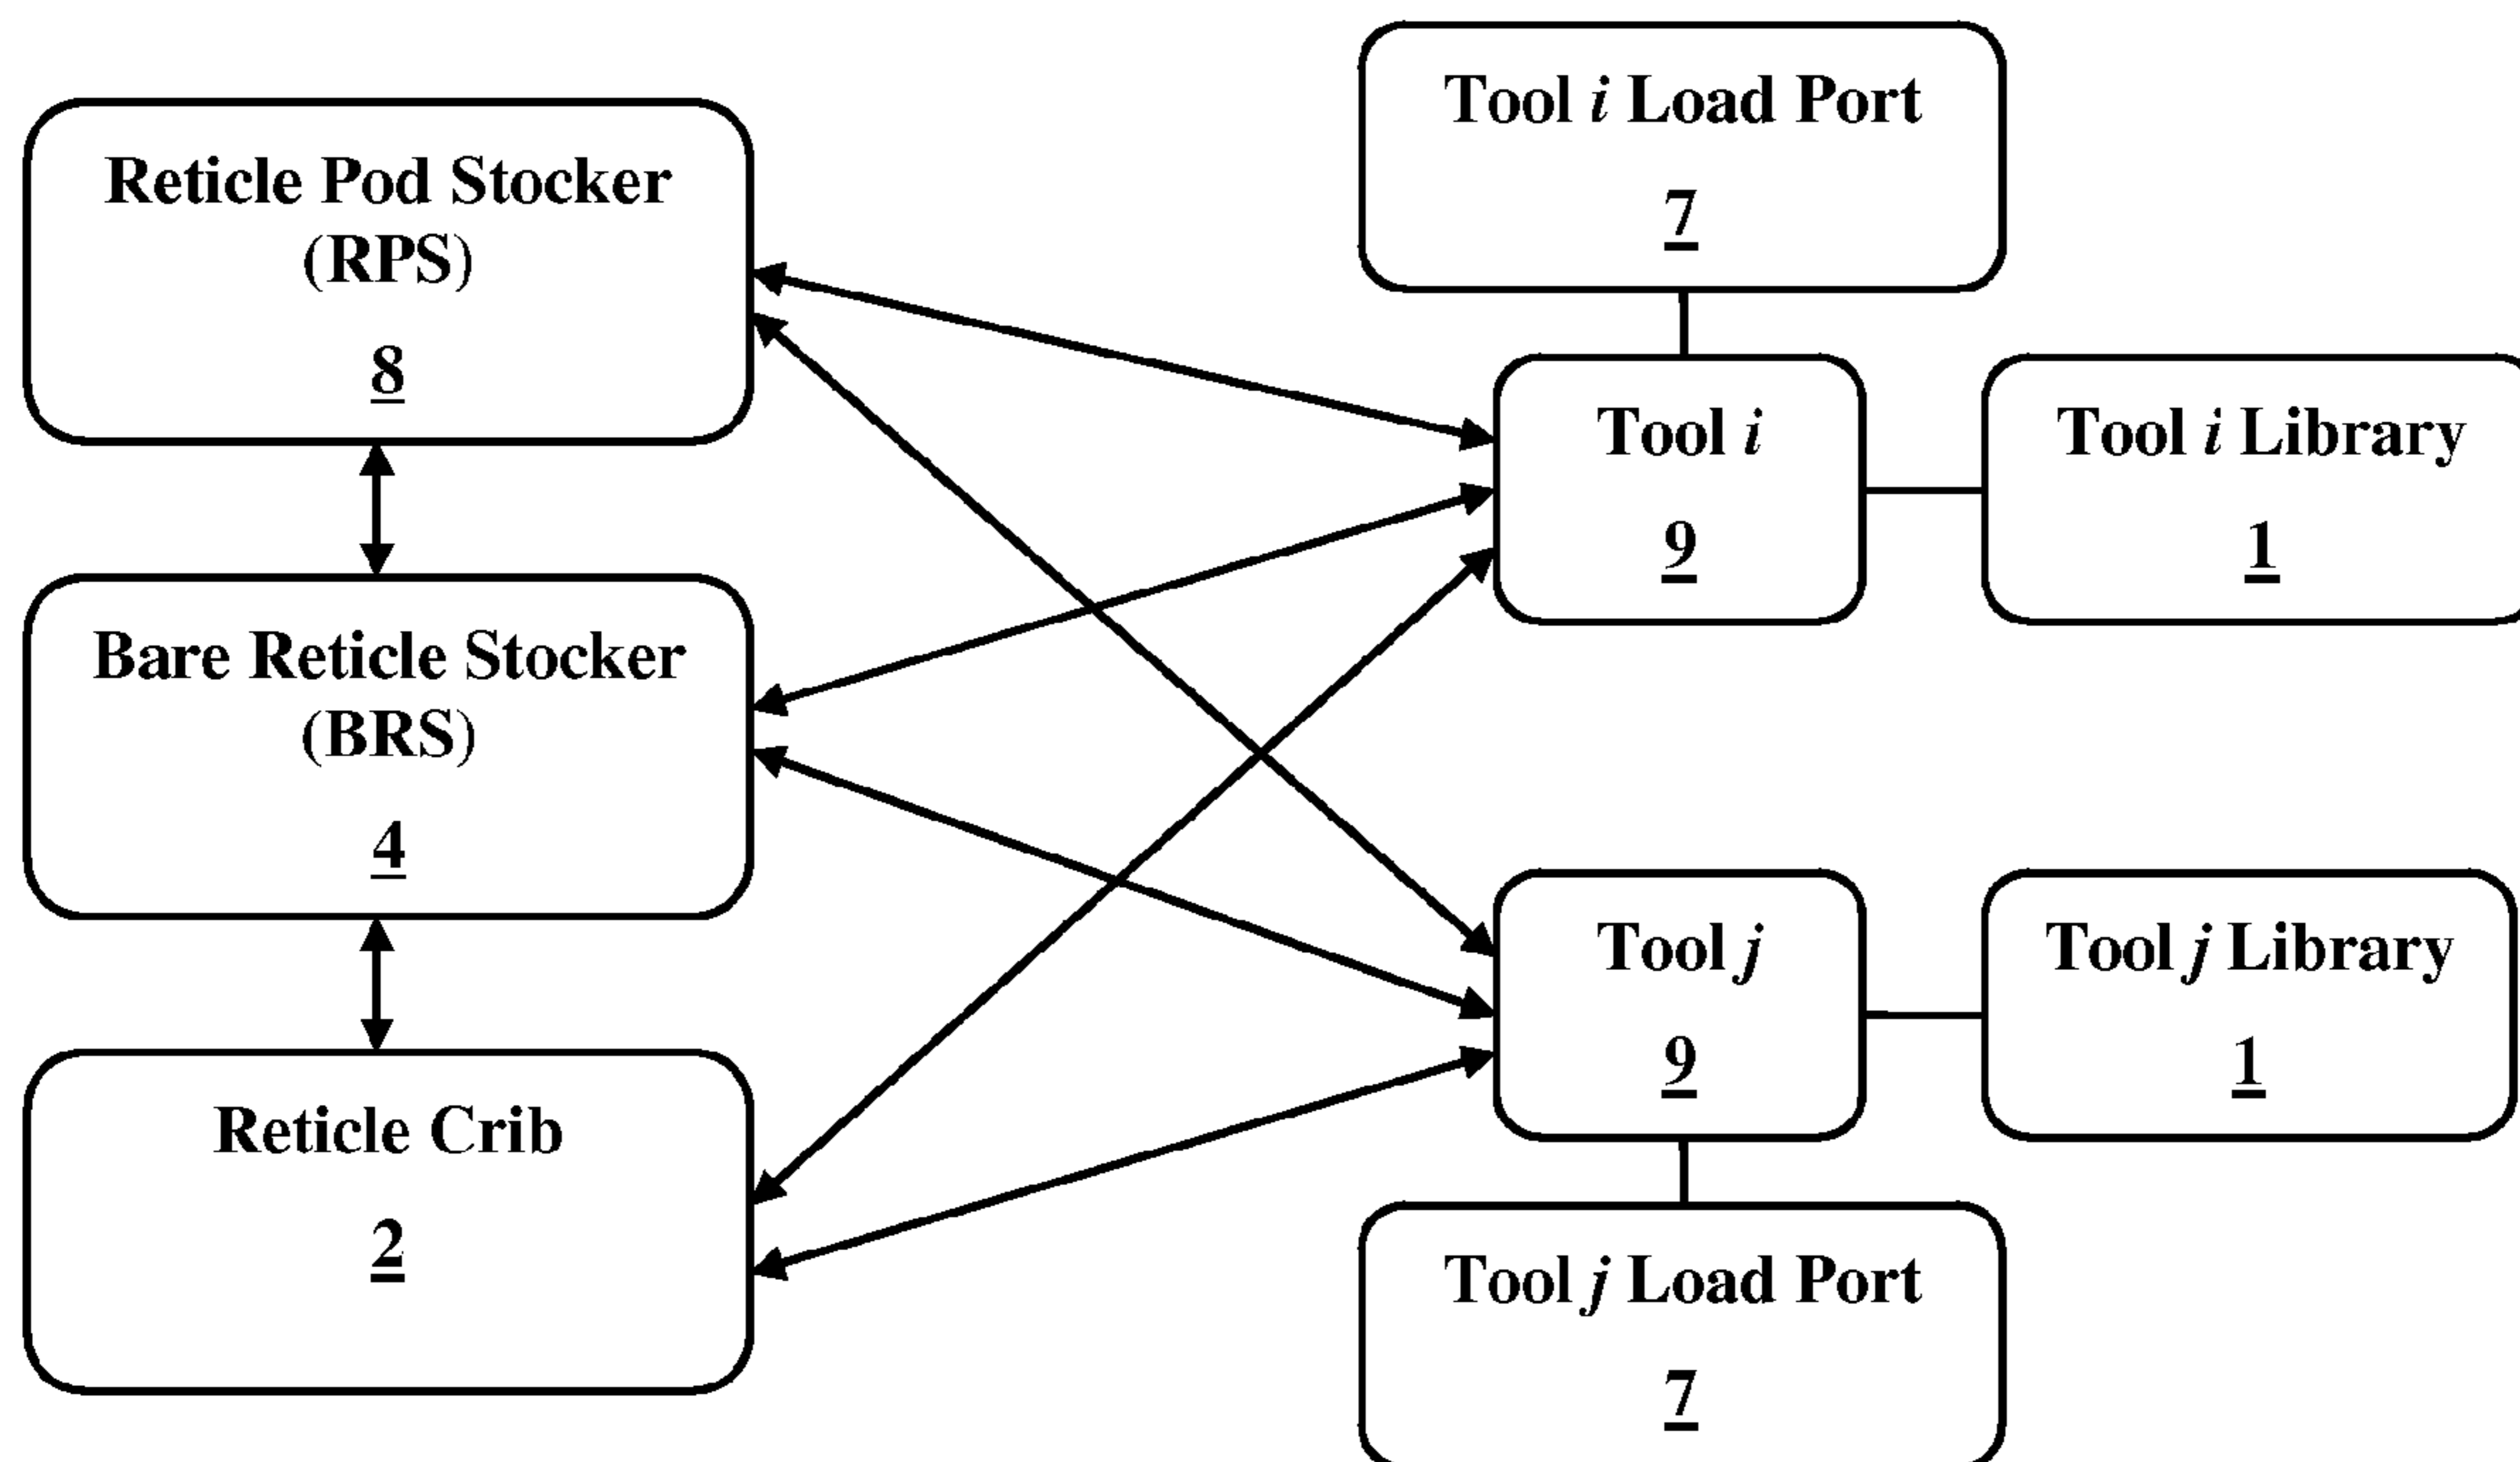 Reticle Pod Stocker
(RPS)
8
Bare Reticle Stocker
(BRS)
4
Reticle Crib
2
Tool i Load Port
7
Tool i
9
Tool i Library
1
Tool j
9
Tool j Library
1
Tool j Load Port
7